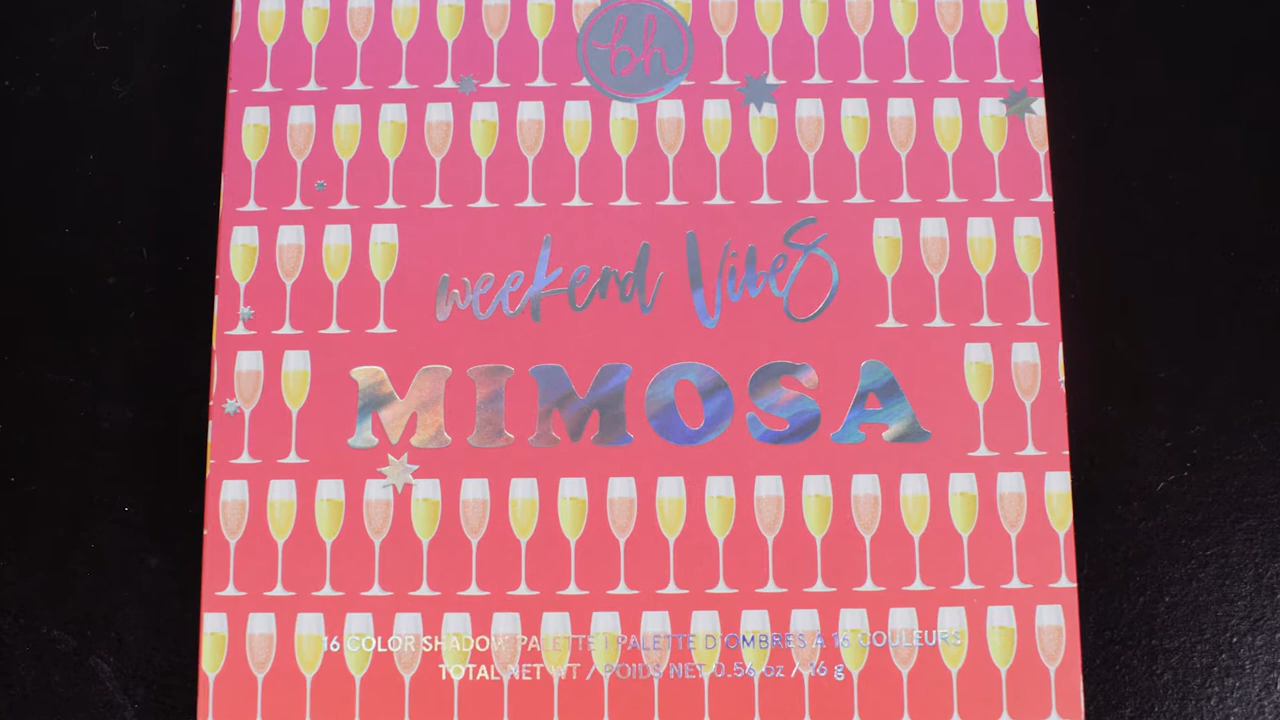 bh
weekend Vibes
MIMOSA
16 COLOR SHADOW PALETTE | PALETTE D'OMBRES À 16 COULEURS
TOTAL NET WT / POIDS NET 0.56 oz / 16 g